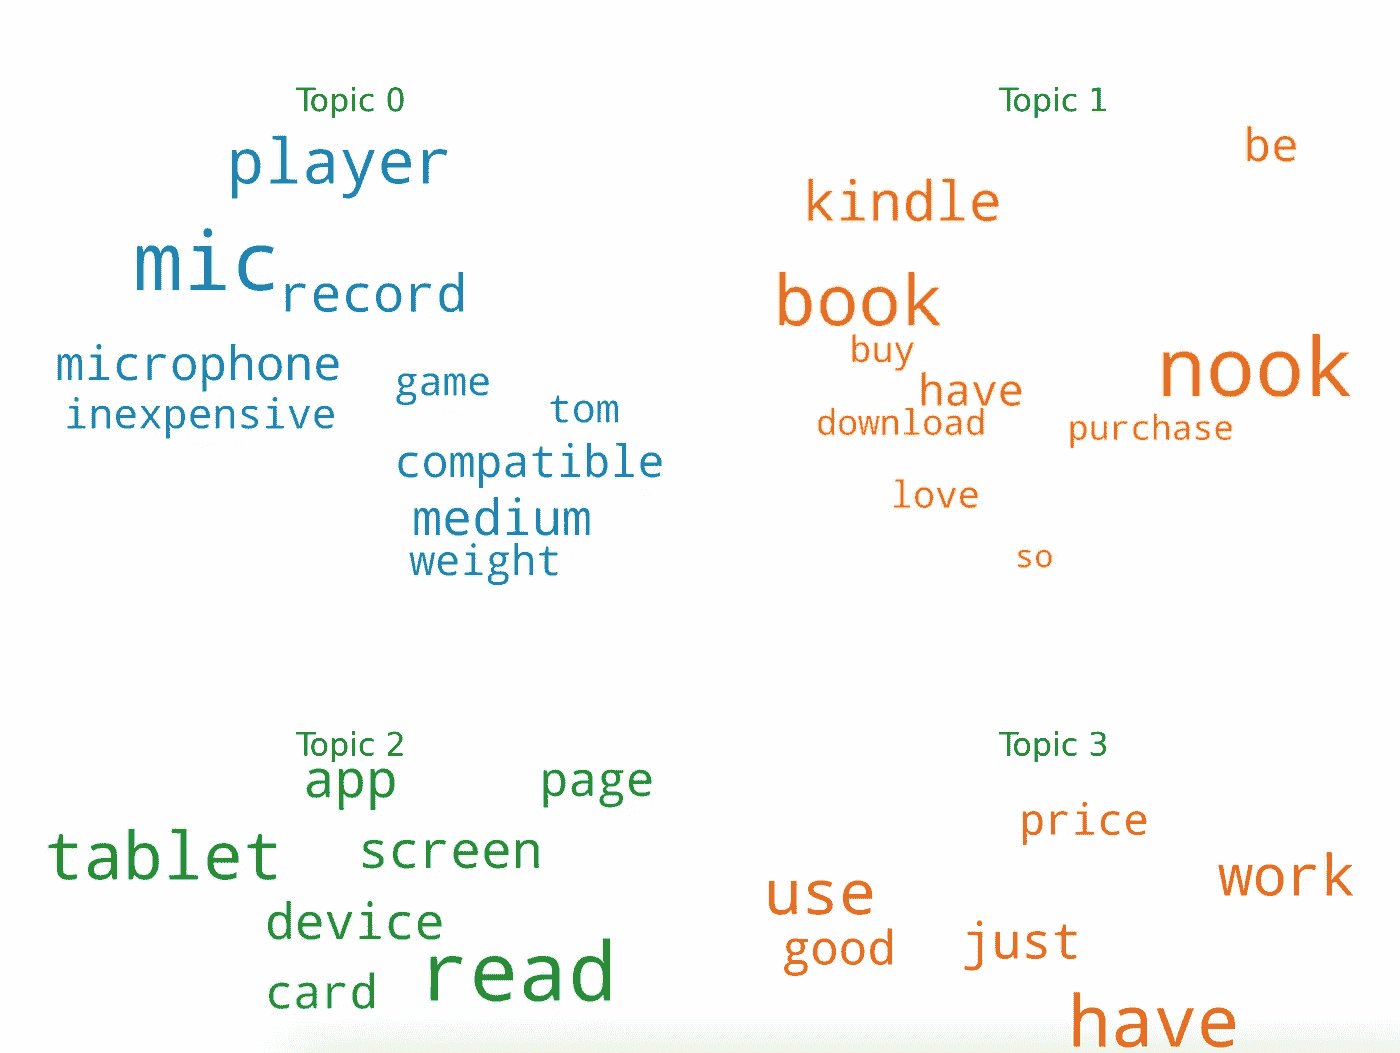 Topic 0
player
mic
record
microphone
game
inexpensive
tom
compatible
medium
weight
Topic 1
be
kindle
book
nook
buy
have
download
purchase
love
so
Topic 2
app
page
tablet
screen
device
read
card
Topic 3
price
work
use
just
good
have